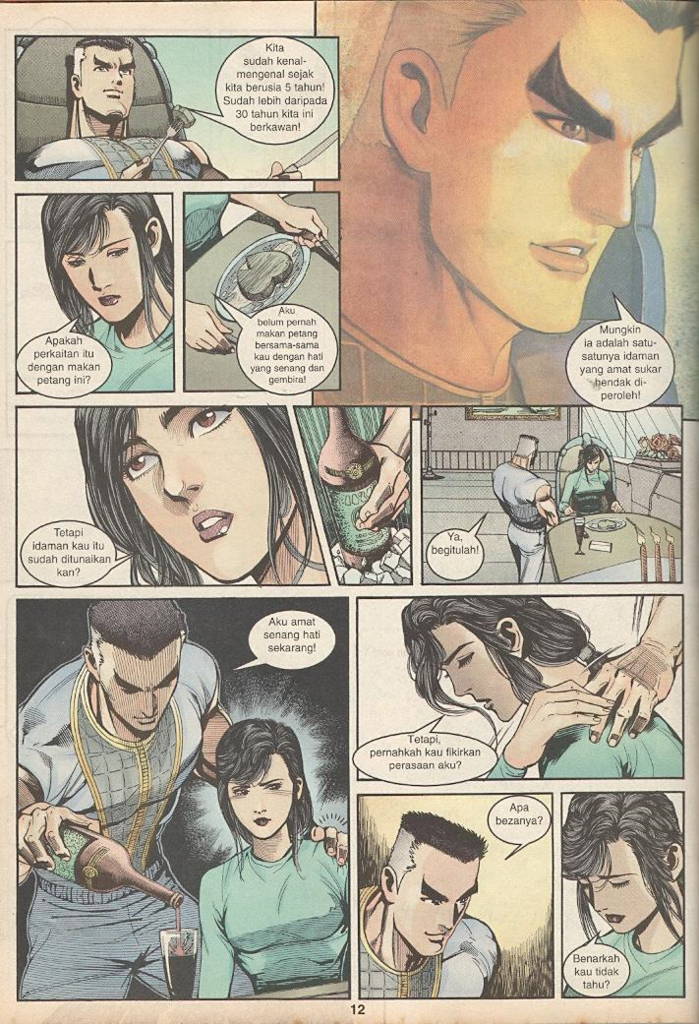 Kita
sudah kenal-
mengenal sejak
kita berusia 5 tahun!
Sudah lebih daripada
30 tahun kita ini
berkawan!
Apakah
perkaitan itu
dengan makan
petang ini?
Aku
belum pernah
makan petang
bersama-sama
kau dengan hati
yang senang dan
gembira!
Mungkin
ia adalah satu-
satunya idaman
yang amat sukar
hendak di-
peroleh!
Tetapi
idaman kau itu
sudah ditunaikan
kan?
Ya,
begitulah!
Aku amat
senang hati
sekarang!
Tetapi,
pernahkah kau fikirkan
perasaan aku?
Apa
bezanya?
Benarkah
kau tidak
tahu?
12